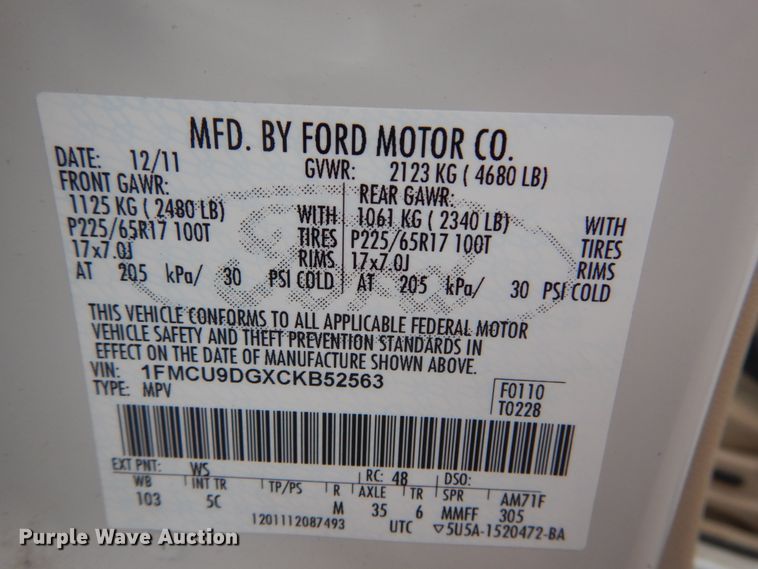 MFD. BY FORD MOTOR CO.
DATE: 12/11 GVWR: 2123 KG ( 4680 LB)
FRONT GAWR: REAR GAWR:
1125 KG ( 2480 LB) WITH 1061 KG ( 2340 LB) WITH
P225/65R17 100T TIRES P225/65R17 100T TIRES
17x7.0J RIMS 17x7.0J RIMS
AT 205 kPa/ 30 PSI COLD AT 205 kPa/ 30 PSI COLD
Ford
THIS VEHICLE CONFORMS TO ALL APPLICABLE FEDERAL MOTOR
VEHICLE SAFETY AND THEFT PREVENTION STANDARDS IN
EFFECT ON THE DATE OF MANUFACTURE SHOWN ABOVE.
VIN: 1FMCU9DGXCKB52563
TYPE: MPV
F0110
T0228
EXT PNT: WS RC: 48 DSO:
WB INT TR TP/PS R AXLE TR SPR AM71F
103 5C M 35 6 MMFF 305
1201112087493 UTC ▽5U5A-1520472-BA
Purple Wave Auction